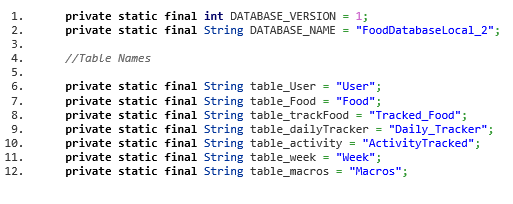 1. private static final int DATABASE_VERSION = 1;
2. private static final String DATABASE_NAME = "FoodDatabaseLocal_2";
3.
4. //Table Names
5.
6. private static final String table_User = "User";
7. private static final String table_Food = "Food";
8. private static final String table_trackFood = "Tracked_Food";
9. private static final String table_dailyTracker = "Daily_Tracker";
10. private static final String table_activity = "ActivityTracked";
11. private static final String table_week = "Week";
12. private static final String table_macros = "Macros";